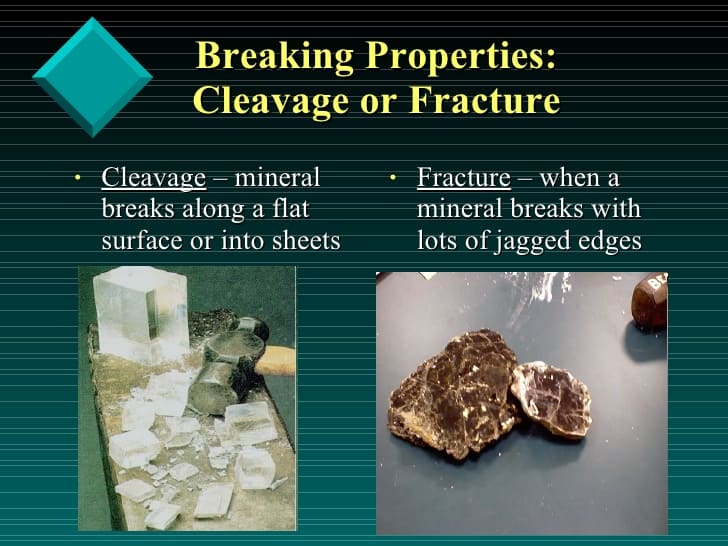 Breaking Properties:
Cleavage or Fracture
• Cleavage – mineral
breaks along a flat
surface or into sheets
• Fracture – when a
mineral breaks with
lots of jagged edges